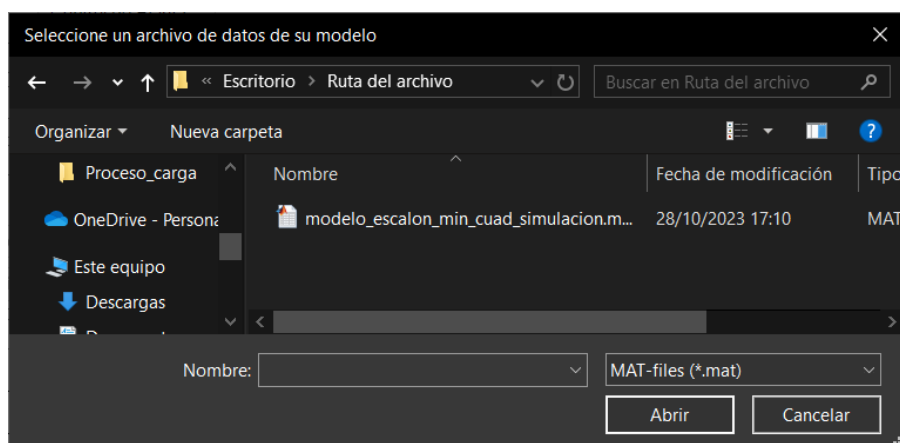 Seleccione un archivo de datos de su modelo
« Escritorio > Ruta del archivo
Buscar en Ruta del archivo
Organizar
Nueva carpeta
Proceso_carga
Nombre
Fecha de modificación
Tipo
OneDrive - Persona
modelo_escalon_min_cuad_simulacion.m...
28/10/2023 17:10
MAT
Este equipo
Descargas
Nombre:
MAT-files (*.mat)
Abrir
Cancelar